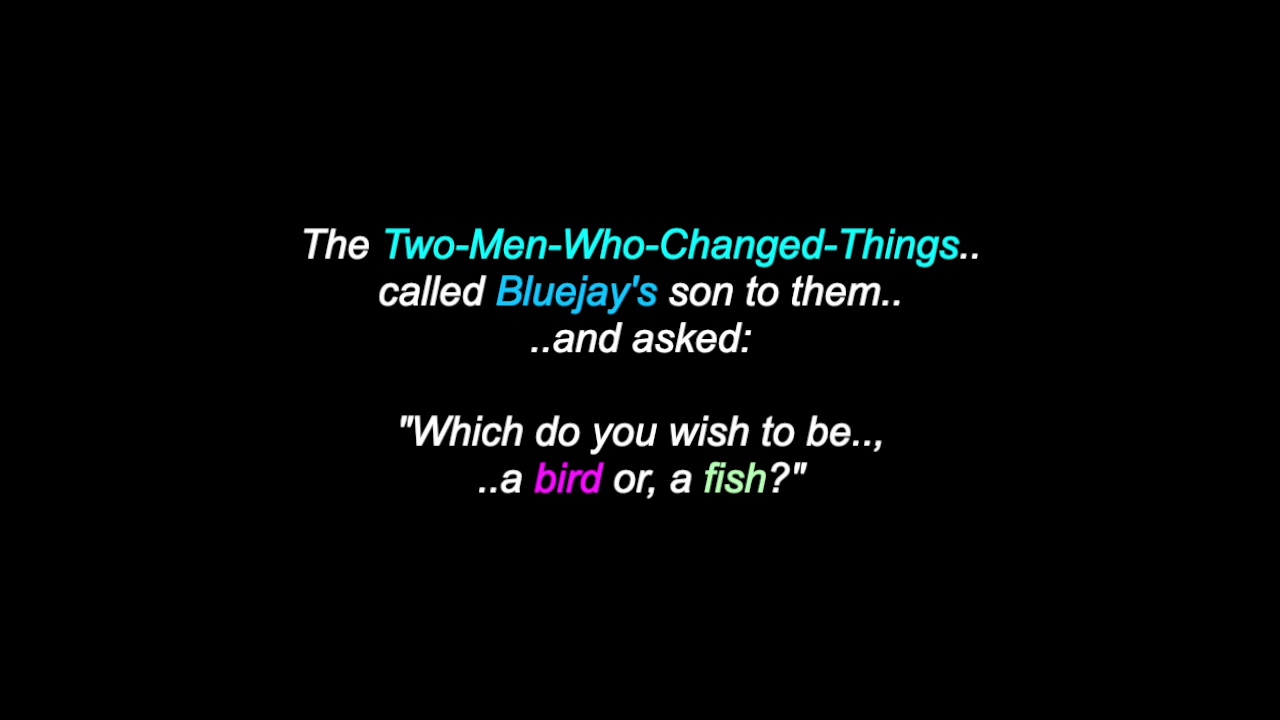 The Two-Men-Who-Changed-Things..
called Bluejay's son to them..
..and asked:
"Which do you wish to be..,
..a bird or, a fish?"